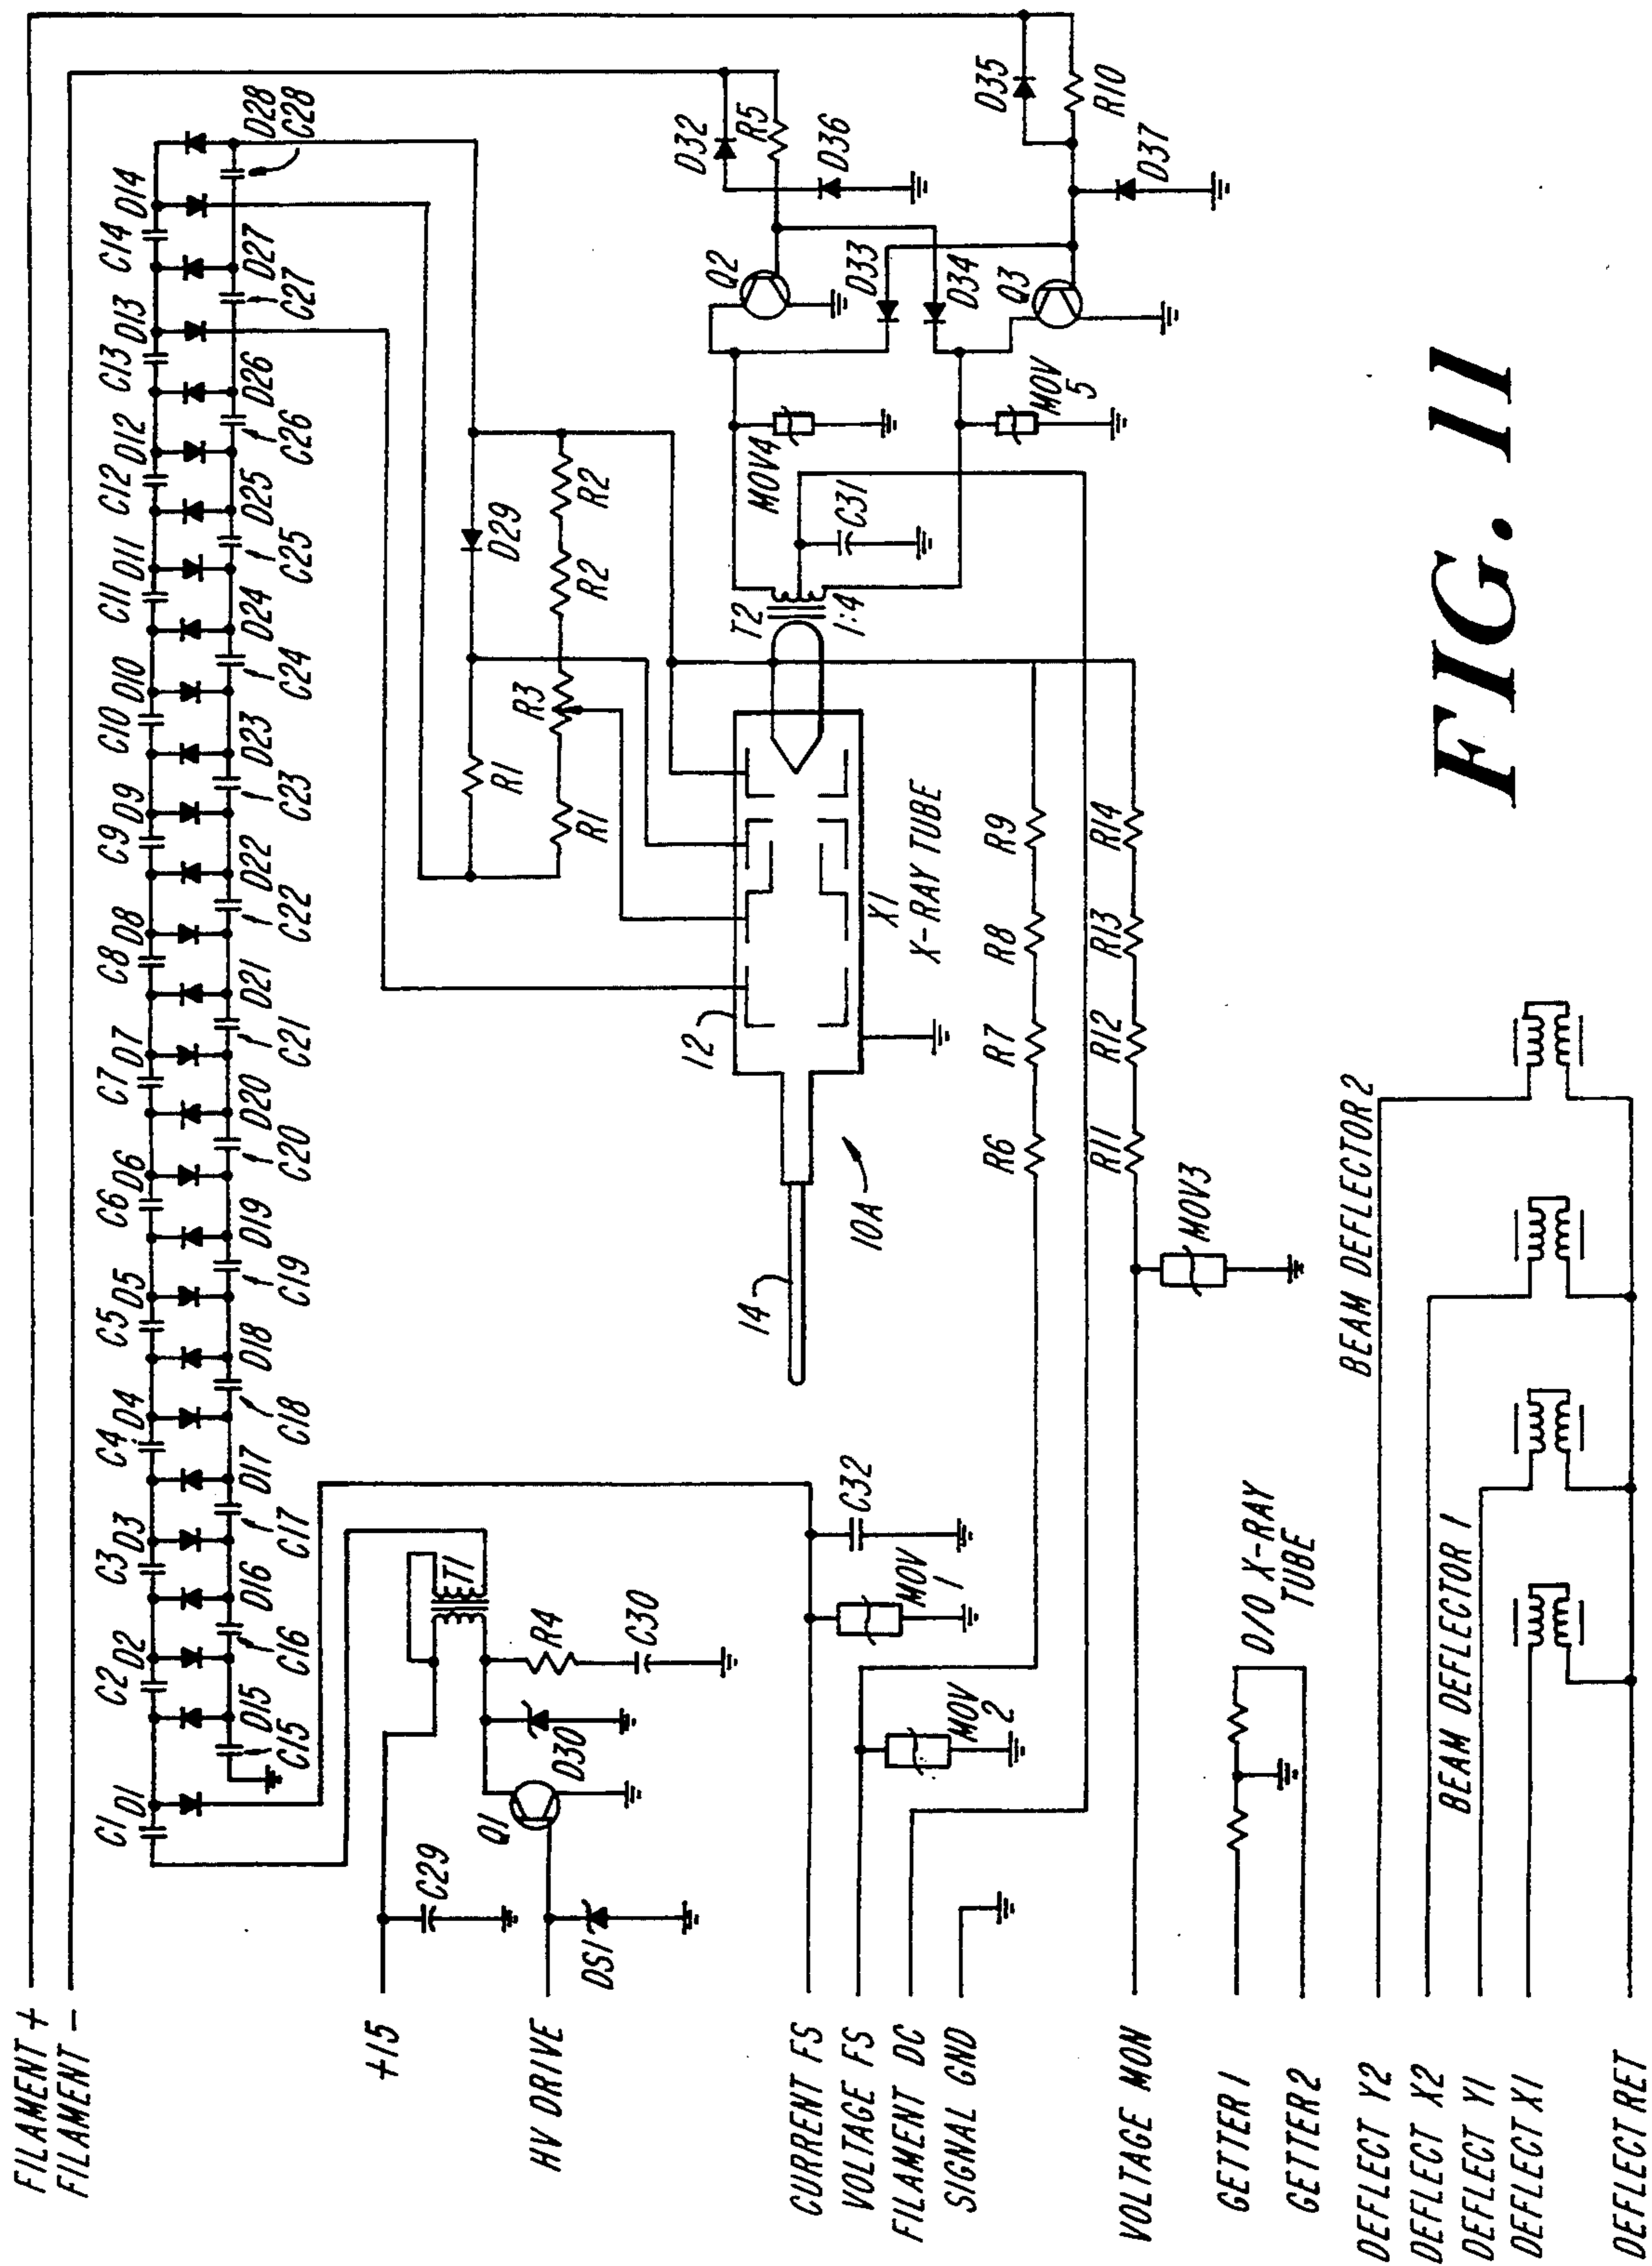 FILAMENT +
FILAMENT -
+15
HV DRIVE
CURRENT FS
VOLTAGE FS
FILAMENT DC
SIGNAL GND
VOLTAGE MON
GETTER 1
GETTER 2
DEFLECT Y2
DEFLECT X2
DEFLECT Y1
DEFLECT X1
DEFLECT RET
C1 D1 C2 D2 C3 D3 C4 D4 C5 D5 C6 D6 C7 D7 C8 D8 C9 D9 C10 D10 C11 D11 C12 D12 C13 D13 C14 D14
D15 D16 D17 D18 D19 D20 D21 D22 D23 D24 D25 D26 D27 D28
C15 C16 C17 C18 C19 C20 C21 C22 C23 C24 C25 C26 C27 C28
C29
DS1
Q1
D30
T1
R4
C30
MOV
1
C32
MOV
2
R1
D29
R1
R3
R2
R2
12
14
10A
X1
X-RAY TUBE
T2
1:4
C31
MOV4
MOV
5
Q2
D33
D34
Q3
D32
R5
D36
D35
R10
D37
R6 R7 R8 R9
R11 R12 R13 R14
MOV3
D/O X-RAY
TUBE
BEAM DEFLECTOR 2
BEAM DEFLECTOR 1
FIG. 11